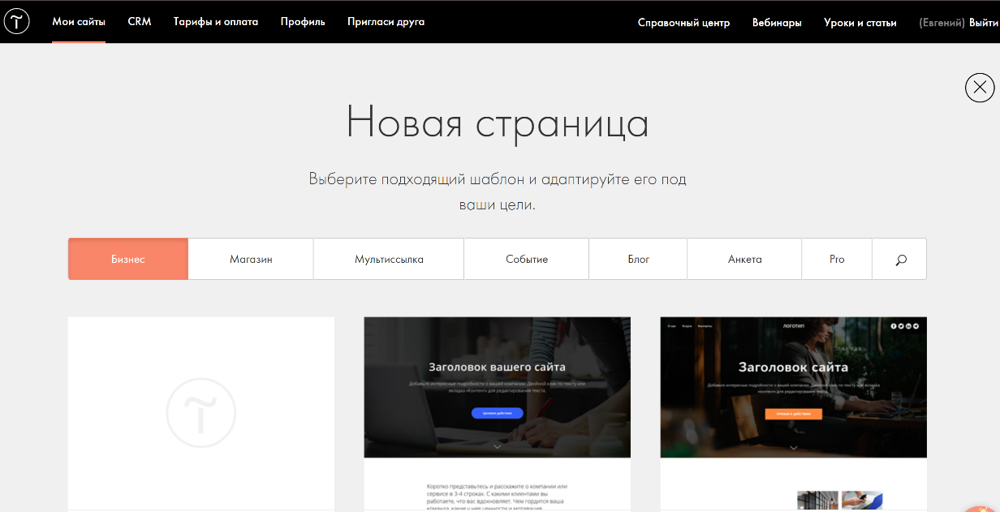 Мои сайты CRM Тарифы и оплата Профиль Пригласи друга Справочный центр Вебинары Уроки и статьи (Евгений) Выйти
Новая страница
Выберите подходящий шаблон и адаптируйте его под
ваши цели.
Бизнес Магазин Мультиссылка Событие Блог Анкета Pro
О нас Услуги Контакты ЛОГОТИП
Заголовок вашего сайта
Добавьте интересные подробности о вашей компании. Двойной клик по тексту или
вкладка «Контент» для редактирования текста.
Заголовок сайта
Добавьте интересные подробности о вашей компании. Двойной клик по тексту или вкладка
«контент» для редактирования текста.
Коротко представьтесь и расскажите о компании или
сервисе в 3-4 строках. С какими клиентами вы
работаете, что вас вдохновляет. Чем гордится ваша
команда, какие у нее ценности и мотивация.